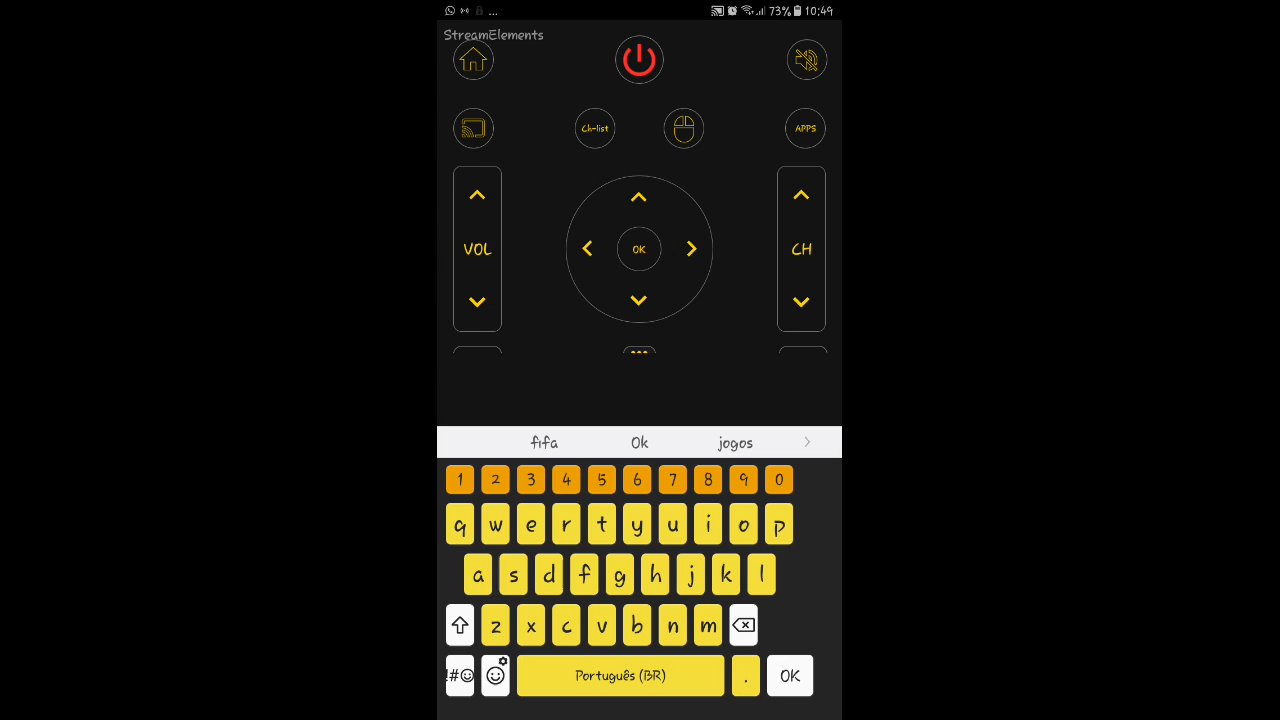 ... 73% 10:49
StreamElements
Ch-list APPS
VOL OK CH
fifa Ok jogos
1 2 3 4 5 6 7 8 9 0
q w e r t y u i o p
a s d f g h j k l
z x c v b n m
!#☺ Português (BR) . OK